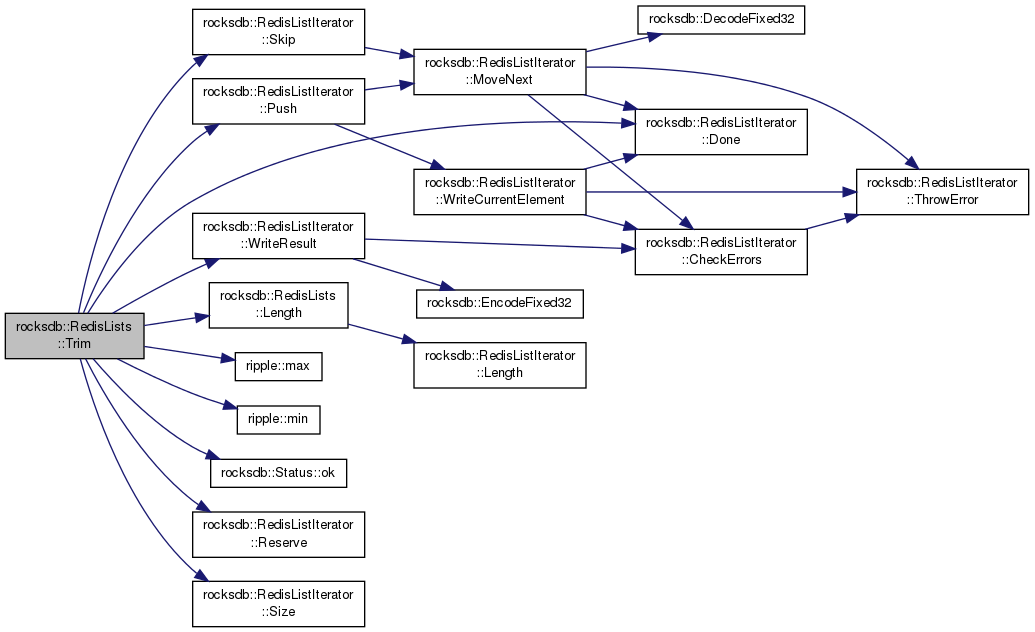 rocksdb::RedisLists
::Trim
rocksdb::RedisListIterator
::Skip
rocksdb::RedisListIterator
::Push
rocksdb::RedisListIterator
::WriteResult
rocksdb::RedisLists
::Length
ripple::max
ripple::min
rocksdb::Status::ok
rocksdb::RedisListIterator
::Reserve
rocksdb::RedisListIterator
::Size
rocksdb::RedisListIterator
::MoveNext
rocksdb::RedisListIterator
::WriteCurrentElement
rocksdb::EncodeFixed32
rocksdb::RedisListIterator
::Length
rocksdb::DecodeFixed32
rocksdb::RedisListIterator
::Done
rocksdb::RedisListIterator
::CheckErrors
rocksdb::RedisListIterator
::ThrowError